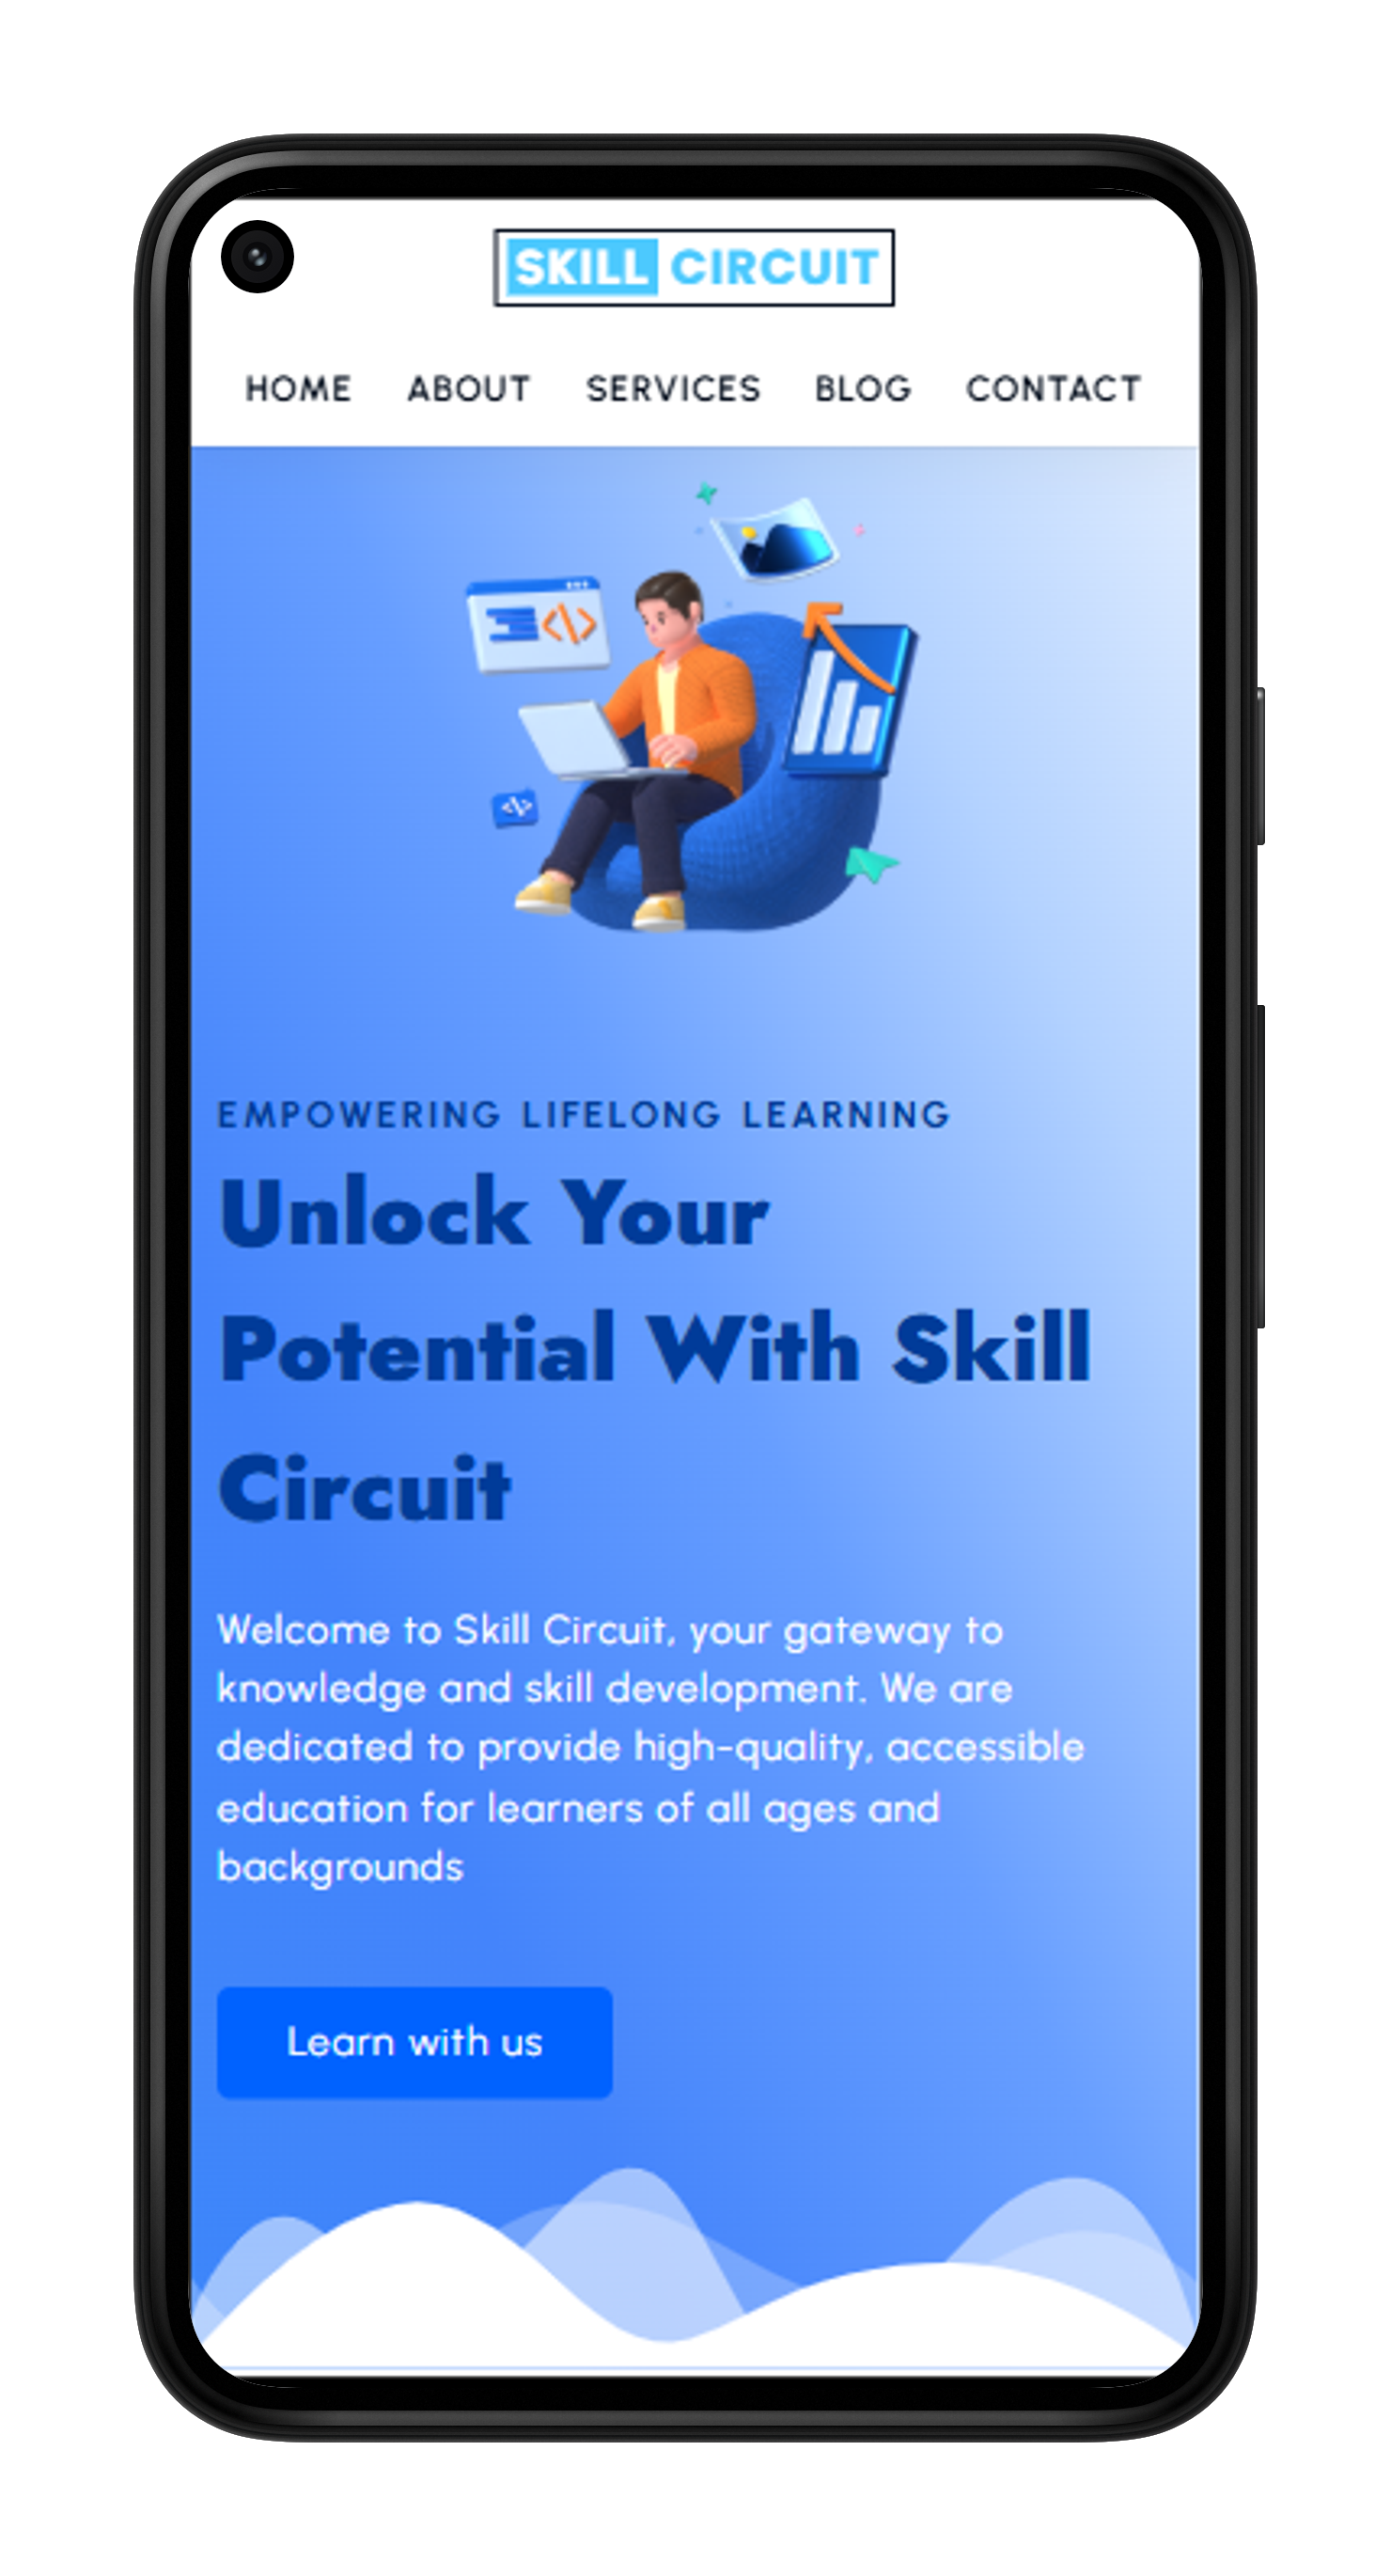 SKILL CIRCUIT
HOME ABOUT SERVICES BLOG CONTACT
</>
</>
EMPOWERING LIFELONG LEARNING
Unlock Your
Potential With Skill
Circuit
Welcome to Skill Circuit, your gateway to
knowledge and skill development. We are
dedicated to provide high-quality, accessible
education for learners of all ages and
backgrounds
Learn with us